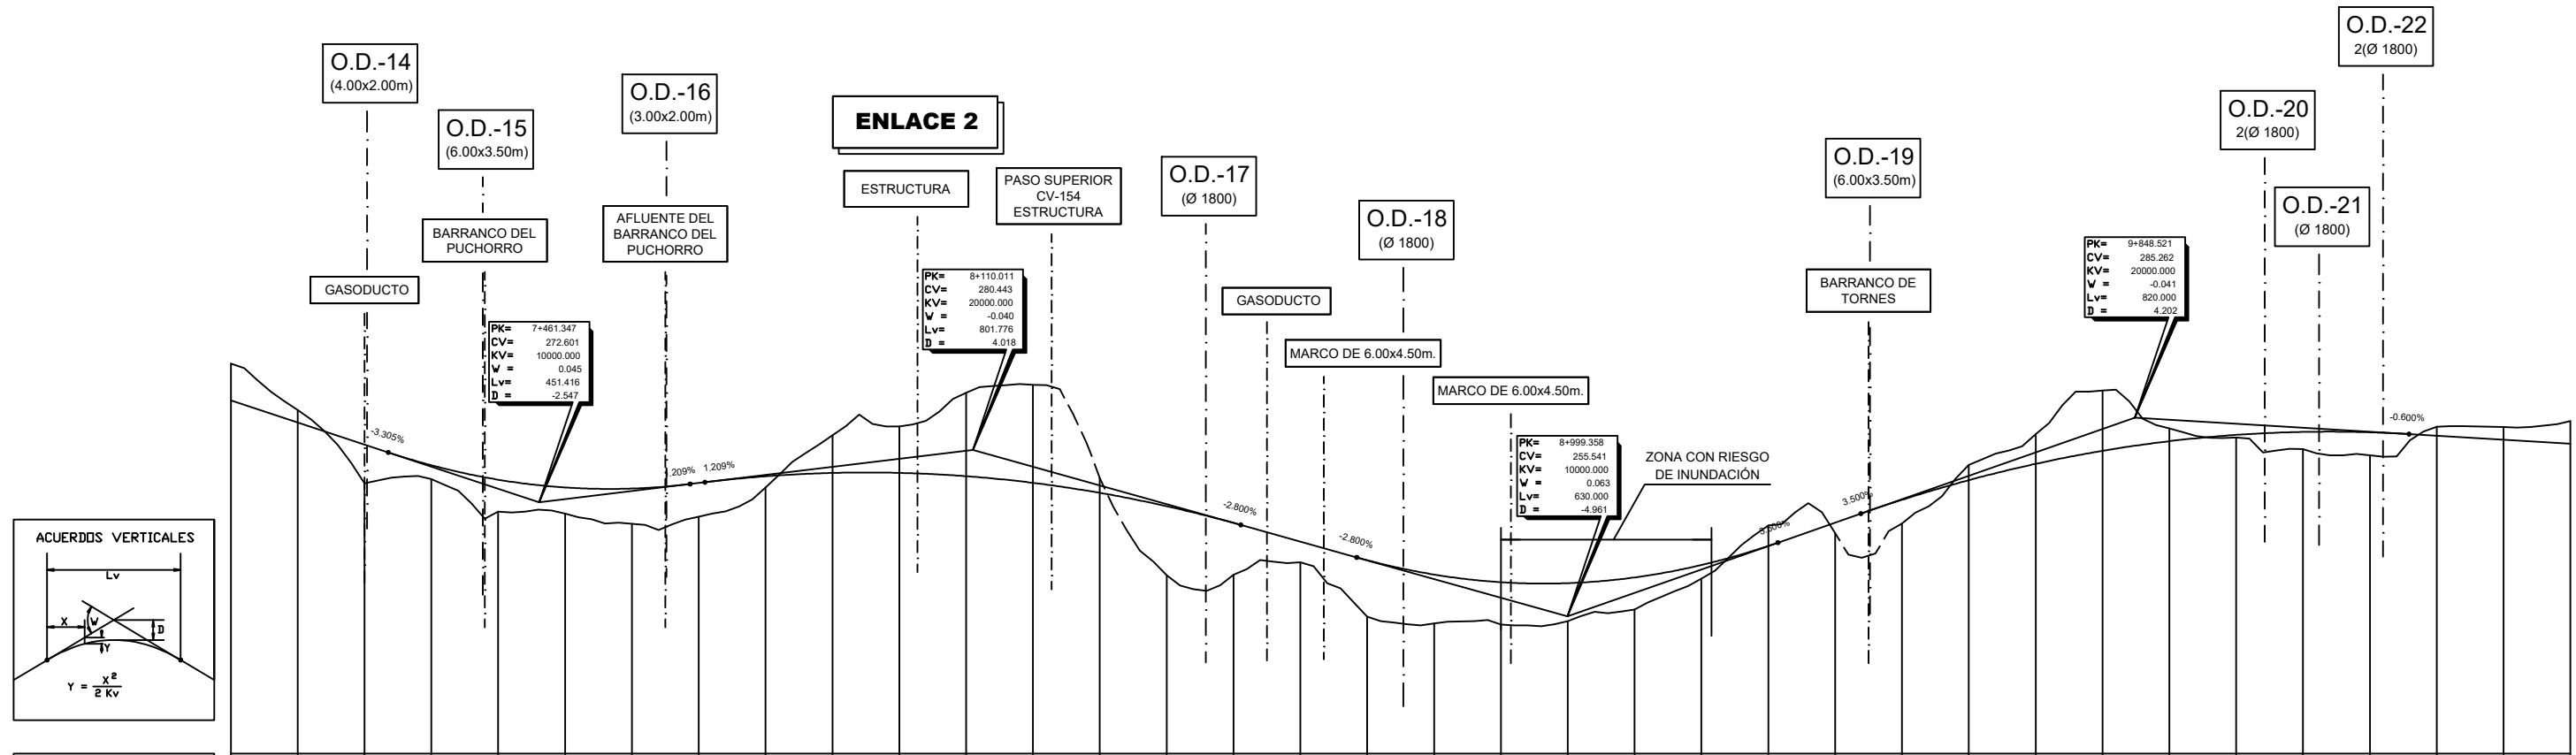 O.D.-14
(4.00x2.00m)
GASODUCTO
O.D.-15
(6.00x3.50m)
BARRANCO DEL
PUCHORRO
O.D.-16
(3.00x2.00m)
AFLUENTE DEL
BARRANCO DEL
PUCHORRO
ENLACE 2
ESTRUCTURA
PASO SUPERIOR
CV-154
ESTRUCTURA
O.D.-17
(Ø 1800)
GASODUCTO
O.D.-18
(Ø 1800)
MARCO DE 6.00x4.50m.
MARCO DE 6.00x4.50m.
ZONA CON RIESGO
DE INUNDACIÓN
O.D.-19
(6.00x3.50m)
BARRANCO DE
TORNES
O.D.-20
2(Ø 1800)
O.D.-21
(Ø 1800)
O.D.-22
2(Ø 1800)
PK= 7+461.347
CV= 272.601
KV= 10000.000
W = 0.045
Lv= 451.416
D = -2.547
PK= 8+110.011
CV= 280.443
KV= 20000.000
W = -0.040
Lv= 801.776
D = 4.018
PK= 8+999.358
CV= 255.541
KV= 10000.000
W = 0.063
Lv= 630.000
D = -4.961
PK= 9+848.521
CV= 285.262
KV= 20000.000
W = -0.041
Lv= 820.000
D = 4.202
-3.305%
.209%
1.209%
-2.800%
-2.800%
3.500%
3.500%
-0.600%
ACUERDOS VERTICALES
Lv
X
W
D
Y
Y = X² / 2 Kv